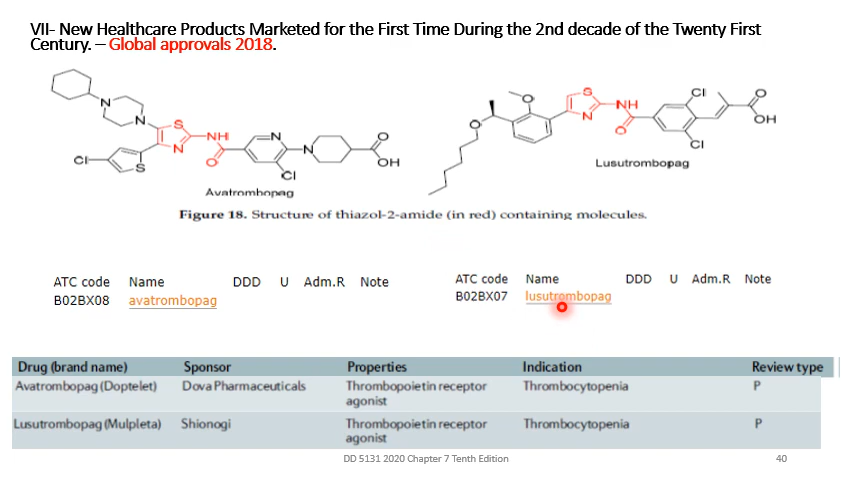 VII- New Healthcare Products Marketed for the First Time During the 2nd decade of the Twenty First
Century. – Global approvals 2018.
N
N
S
N
NH
O
Cl
S
N
Cl
N
O
OH
Avatrombopag
O
O
S
N
NH
O
Cl
Cl
O
OH
Lusutrombopag
Figure 18. Structure of thiazol-2-amide (in red) containing molecules.
ATC code Name DDD U Adm.R Note
B02BX08 avatrombopag
ATC code Name DDD U Adm.R Note
B02BX07 lusutrombopag
Drug (brand name) Sponsor Properties Indication Review type
Avatrombopag (Doptelet) Dova Pharmaceuticals Thrombopoietin receptor agonist Thrombocytopenia P
Lusutrombopag (Mulpleta) Shionogi Thrombopoietin receptor agonist Thrombocytopenia P
DD 5131 2020 Chapter 7 Tenth Edition
40